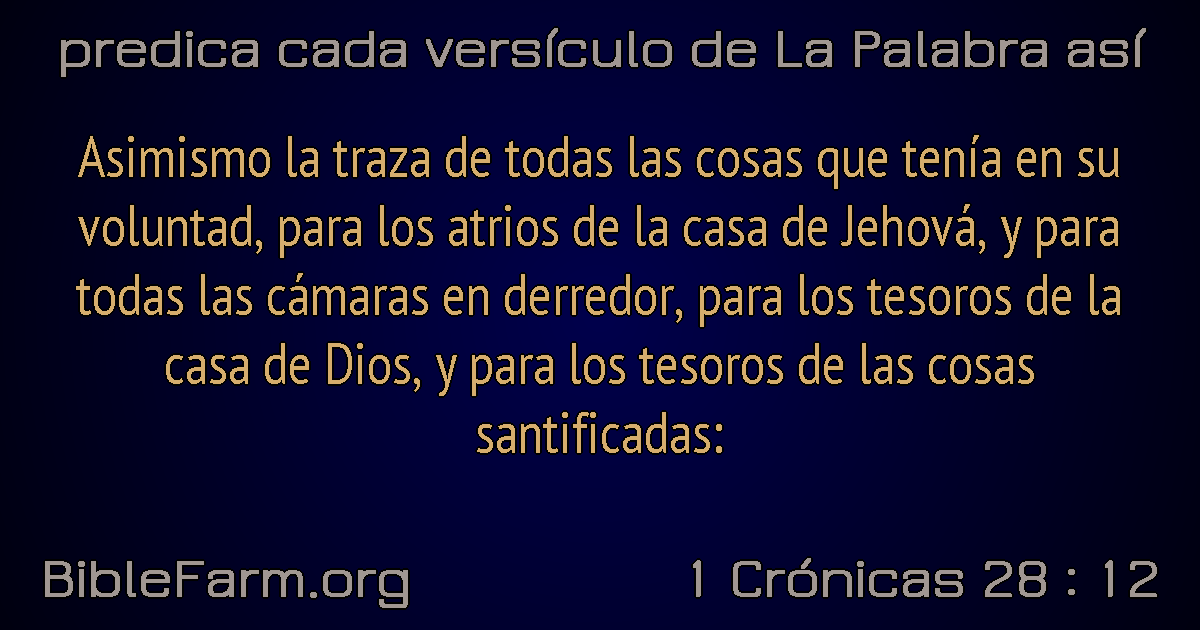 predica cada versículo de La Palabra así
Asimismo la traza de todas las cosas que tenía en su
voluntad, para los atrios de la casa de Jehová, y para
todas las cámaras en derredor, para los tesoros de la
casa de Dios, y para los tesoros de las cosas
santificadas:
BibleFarm.org
1 Crónicas 28 : 12